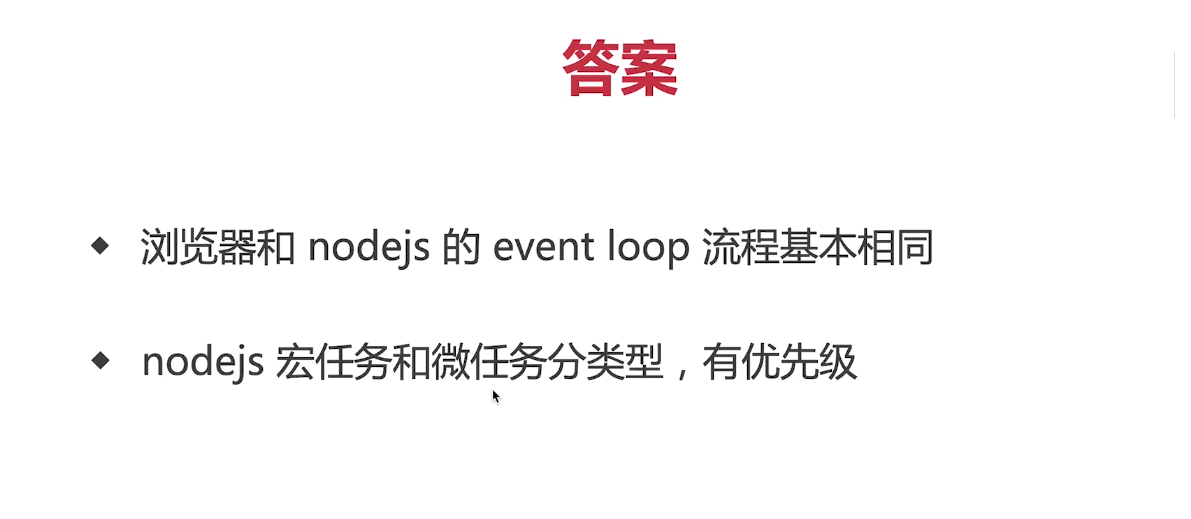 答案
浏览器和 nodejs 的 event loop 流程基本相同
nodejs 宏任务和微任务分类型，有优先级